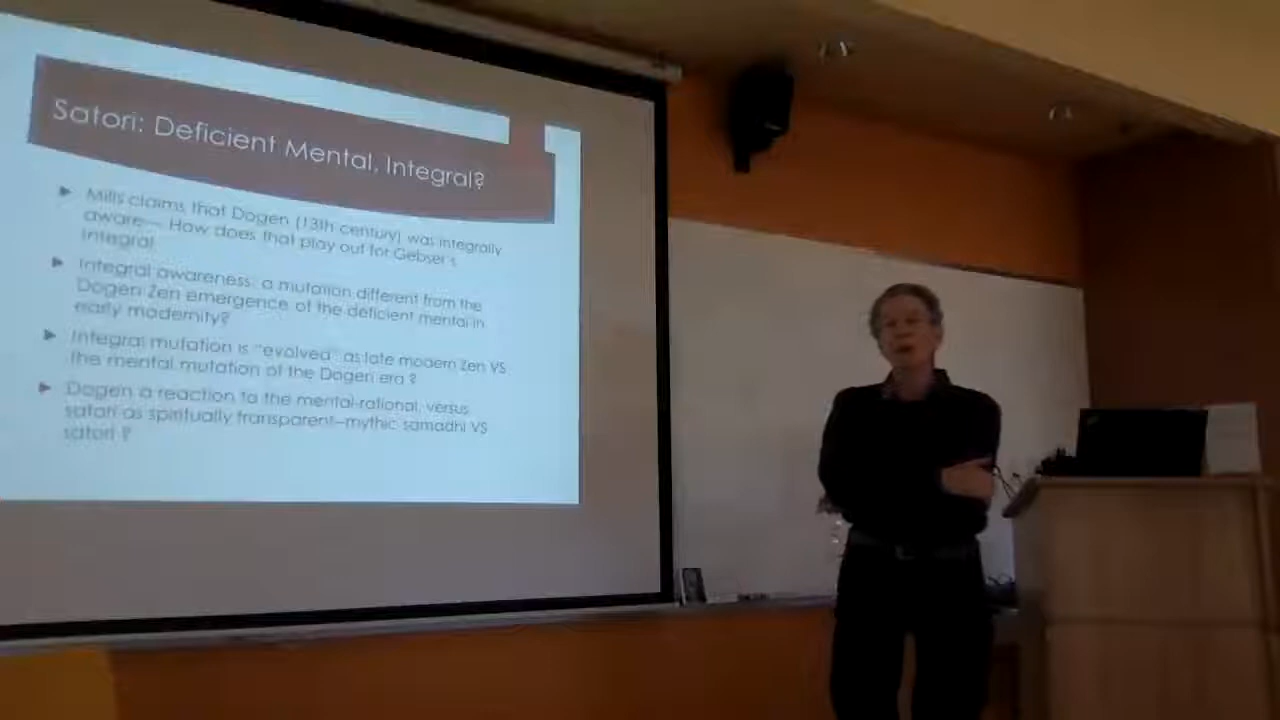 Satori: Deficient Mental, Integral?
Mills claims that Dogen (13th century) was integrally
aware— How does that play out for Gebser's
Integral
Integral awareness: a mutation different from the
Dogen Zen emergence of the deficient mental in
early modernity?
Integral mutation is "evolved" as late modern Zen VS
the mental mutation of the Dogen era ?
Dogen a reaction to the mental-rational, versus
satori as spiritually transparent—mythic samadhi VS
satori ?